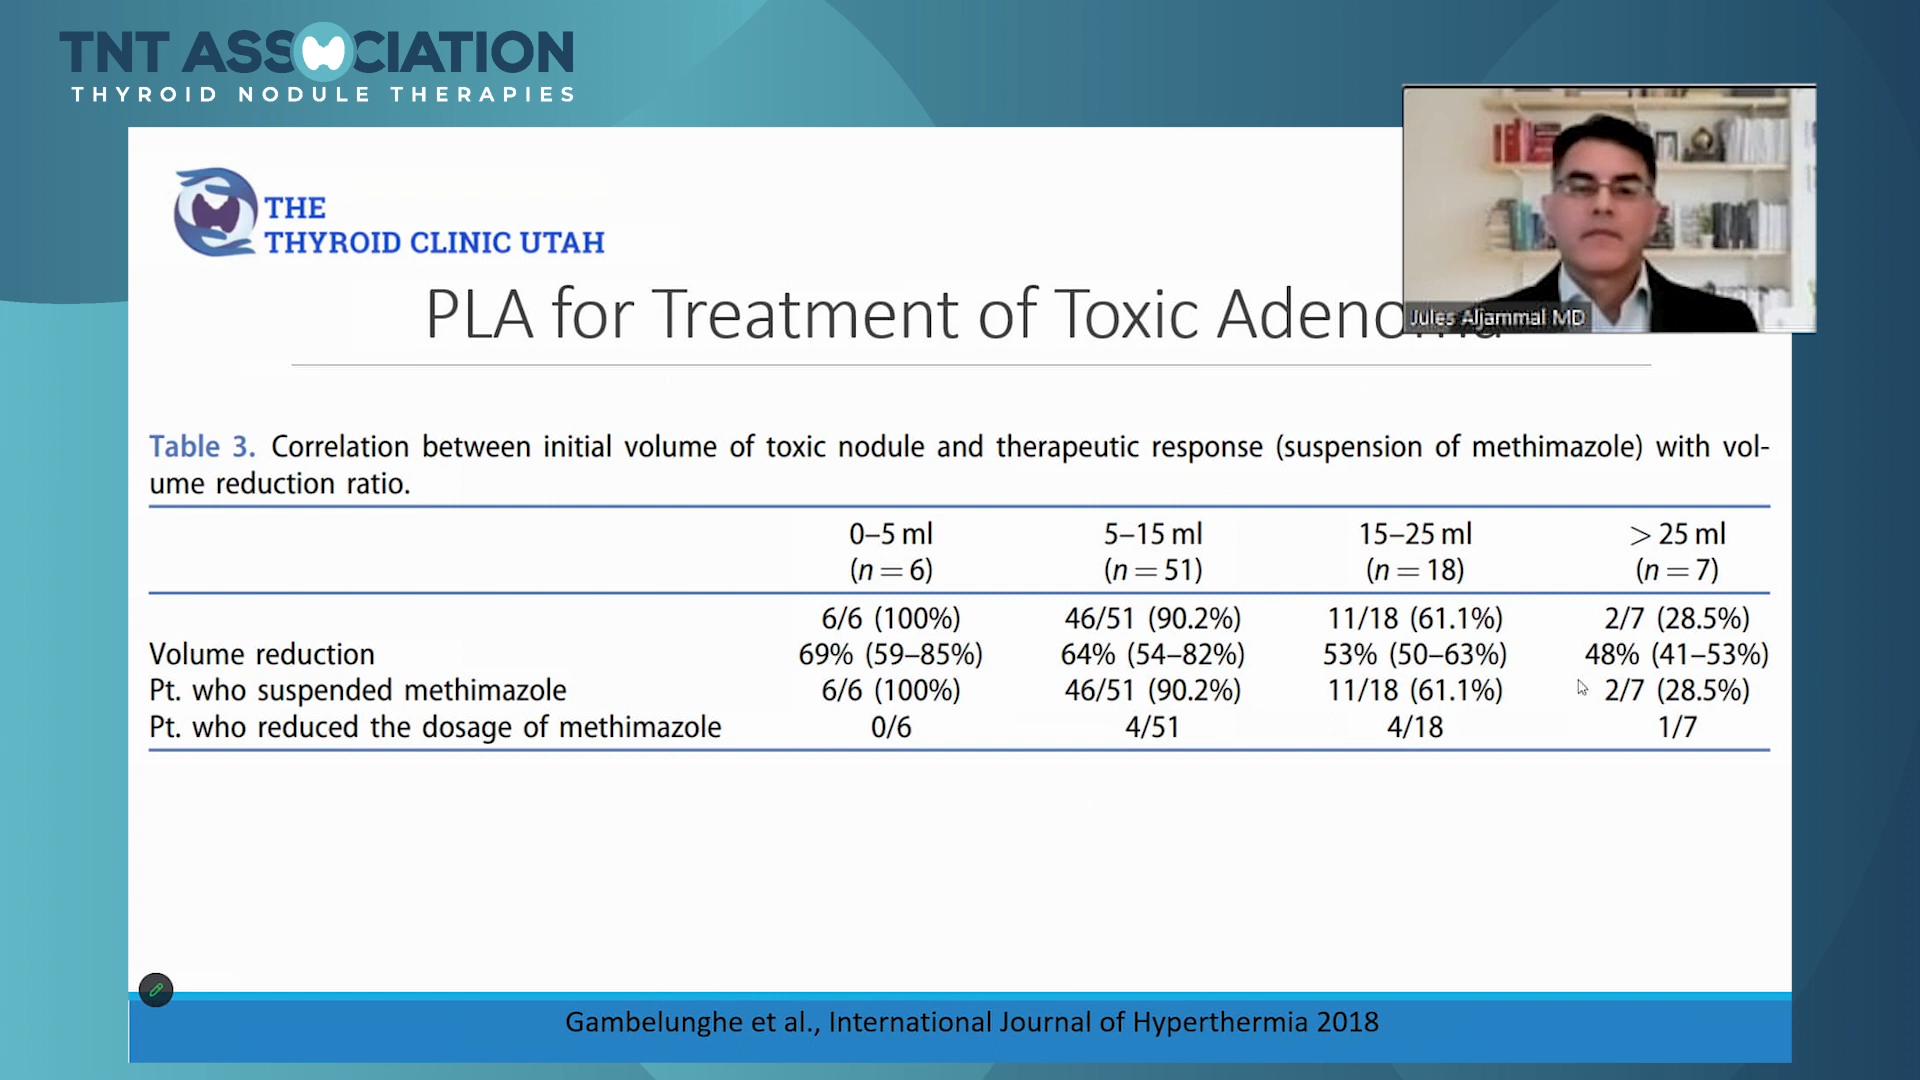 TNT ASSOCIATION
THYROID NODULE THERAPIES
THE
THYROID CLINIC UTAH
PLA for Treatment of Toxic Adenoma
Jules Aljammal MD
Table 3. Correlation between initial volume of toxic nodule and therapeutic response (suspension of methimazole) with vol-
ume reduction ratio.
0–5 ml 5–15 ml 15–25 ml > 25 ml
(n = 6) (n = 51) (n = 18) (n = 7)
6/6 (100%) 46/51 (90.2%) 11/18 (61.1%) 2/7 (28.5%)
Volume reduction 69% (59–85%) 64% (54–82%) 53% (50–63%) 48% (41–53%)
Pt. who suspended methimazole 6/6 (100%) 46/51 (90.2%) 11/18 (61.1%) 2/7 (28.5%)
Pt. who reduced the dosage of methimazole 0/6 4/51 4/18 1/7
Gambelunghe et al., International Journal of Hyperthermia 2018